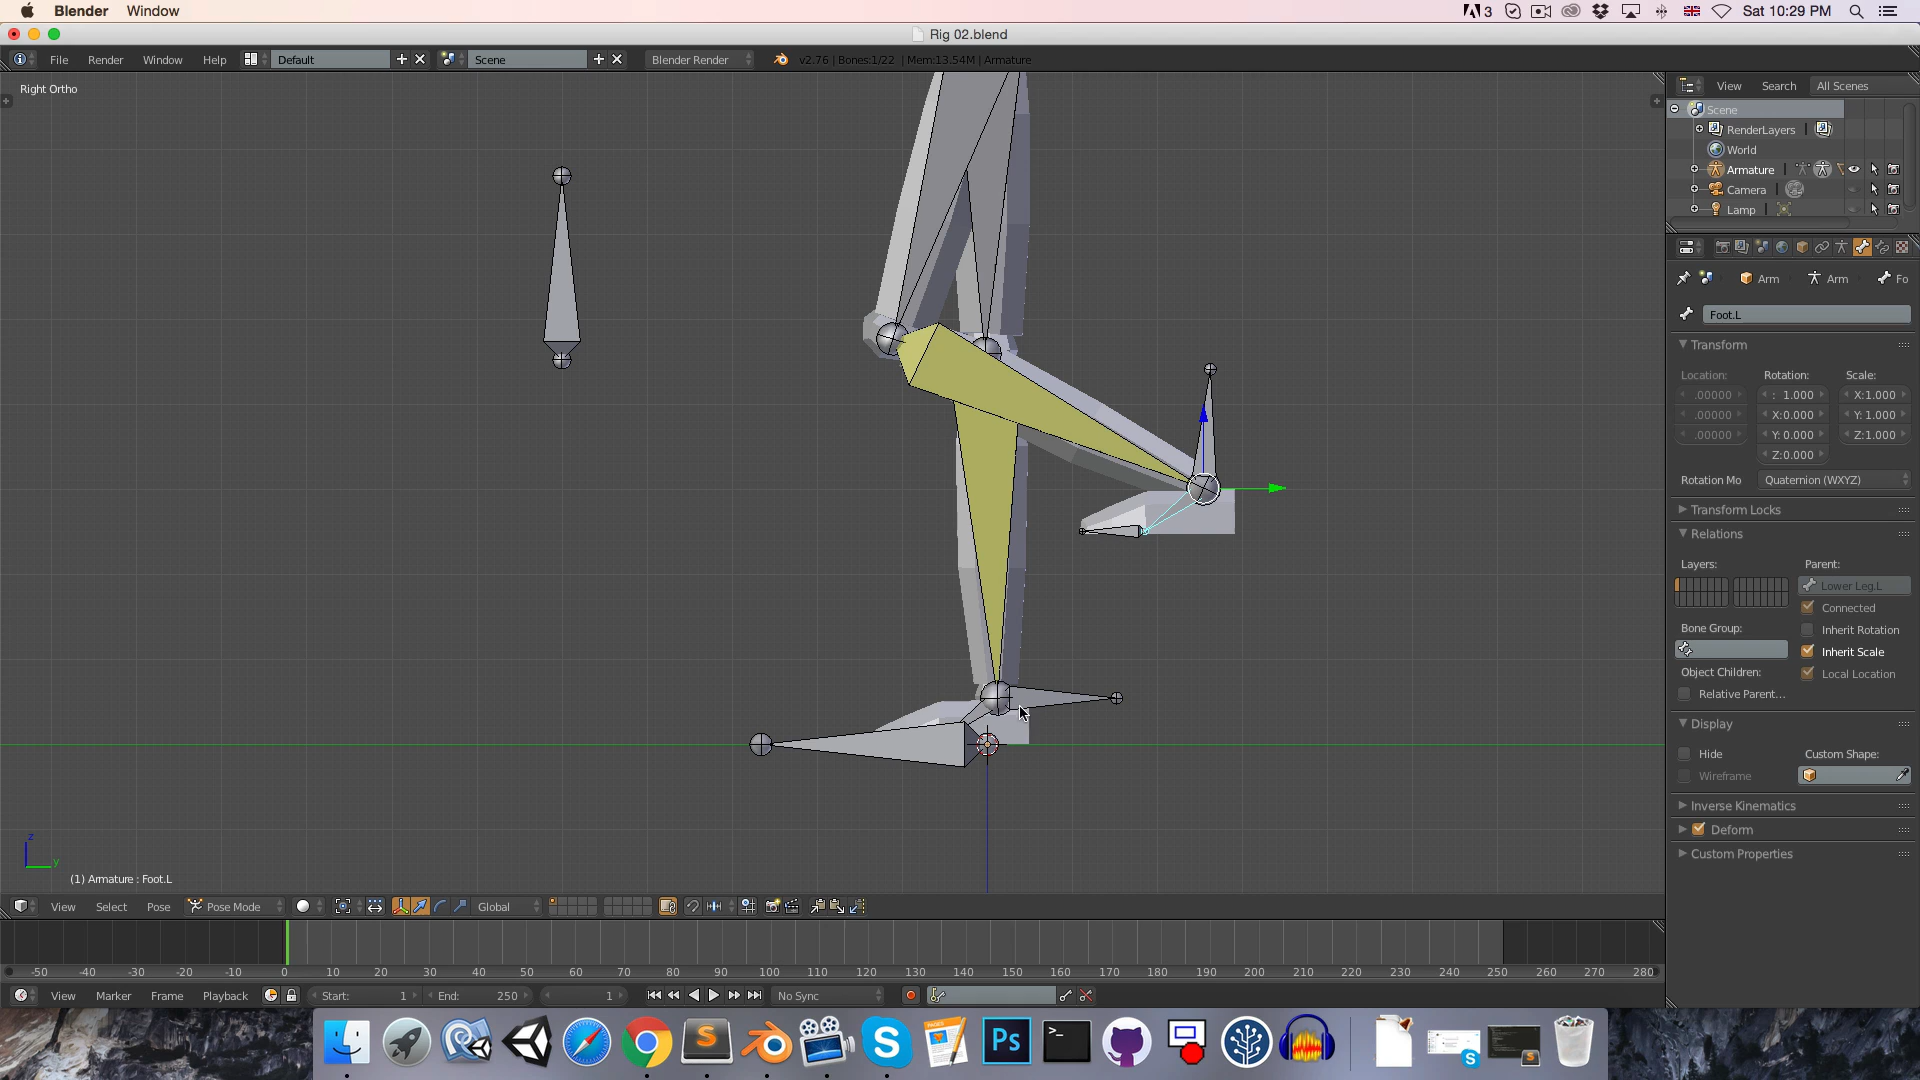 Blender Window
3 Sat 10:29 PM
Rig 02.blend
File Render Window Help Default Scene Blender Render v2.76 | Bones:1/22 | Mem:13.54M | Armature
Right Ortho
View Search All Scenes
Scene
RenderLayers
World
Armature
Camera
Lamp
Arm Arm Fo
Foot.L
Transform
Location: Rotation: Scale:
.00000 : 1.000 X:1.000
.00000 X:0.000 Y: 1.000
.00000 Y: 0.000 Z:1.000
Z:0.000
Rotation Mo Quaternion (WXYZ)
Transform Locks
Relations
Layers: Parent:
Lower Leg.L
Connected
Bone Group: Inherit Rotation
Inherit Scale
Object Children: Local Location
Relative Parent...
Display
Hide Custom Shape:
Wireframe
Inverse Kinematics
Deform
Custom Properties
z
y
(1) Armature : Foot.L
View Select Pose Pose Mode Global
-50 -40 -30 -20 -10 0 10 20 30 40 50 60 70 80 90 100 110 120 130 140 150 160 170 180 190 200 210 220 230 240 250 260 270 280
View Marker Frame Playback Start: 1 End: 250 1 No Sync
S S Ps >_
S S